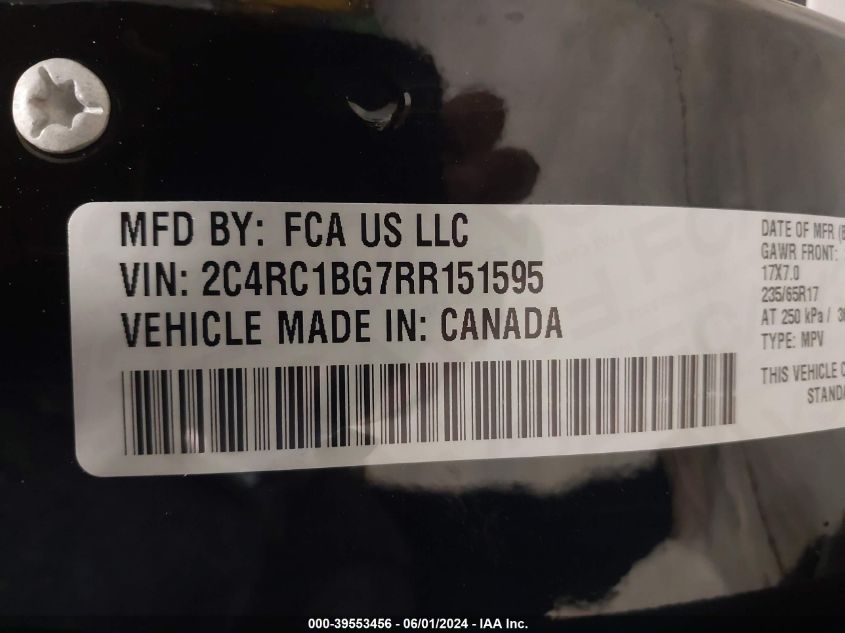 MFD BY: FCA US LLC
VIN: 2C4RC1BG7RR151595
VEHICLE MADE IN: CANADA
DATE OF MFR
GAWR FRONT:
17X7.0
235/65R17
AT 250 kPa /
TYPE: MPV
THIS VEHICLE
000-39553456 - 06/01/2024 - IAA Inc.